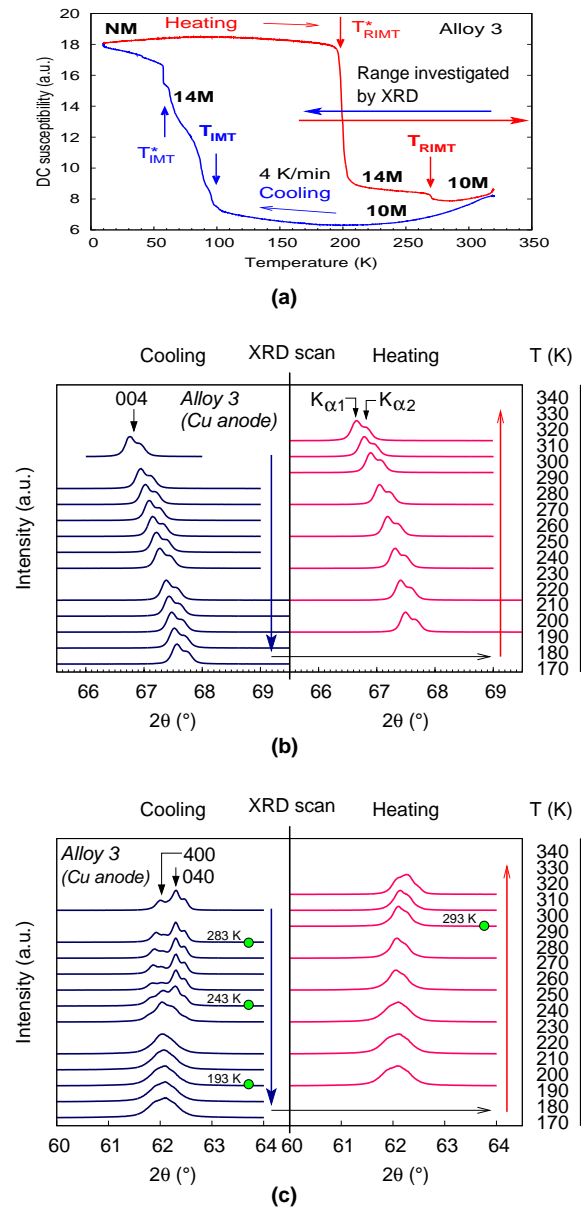 NM
Heating
T*RIMT
Alloy 3
Range investigated
by XRD
14M
T*IMT
TIMT
4 K/min
Cooling
10M
14M
TRIMT
10M
DC susceptibility (a.u.)
20
18
16
14
12
10
8
6
0
50
100
150
200
250
300
350
Temperature (K)
(a)
Cooling
XRD scan
Heating
T (K)
004
Alloy 3
(Cu anode)
Kα1
Kα2
Intensity (a.u.)
340
330
320
310
300
290
280
270
260
250
240
230
220
210
200
190
180
170
66
67
68
69
66
67
68
69
2θ (°)
2θ (°)
(b)
Cooling
XRD scan
Heating
T (K)
Alloy 3
(Cu anode)
400
040
283 K
243 K
193 K
293 K
Intensity (a.u.)
340
330
320
310
300
290
280
270
260
250
240
230
220
210
200
190
180
170
60
61
62
63
64
60
61
62
63
64
2θ (°)
2θ (°)
(c)